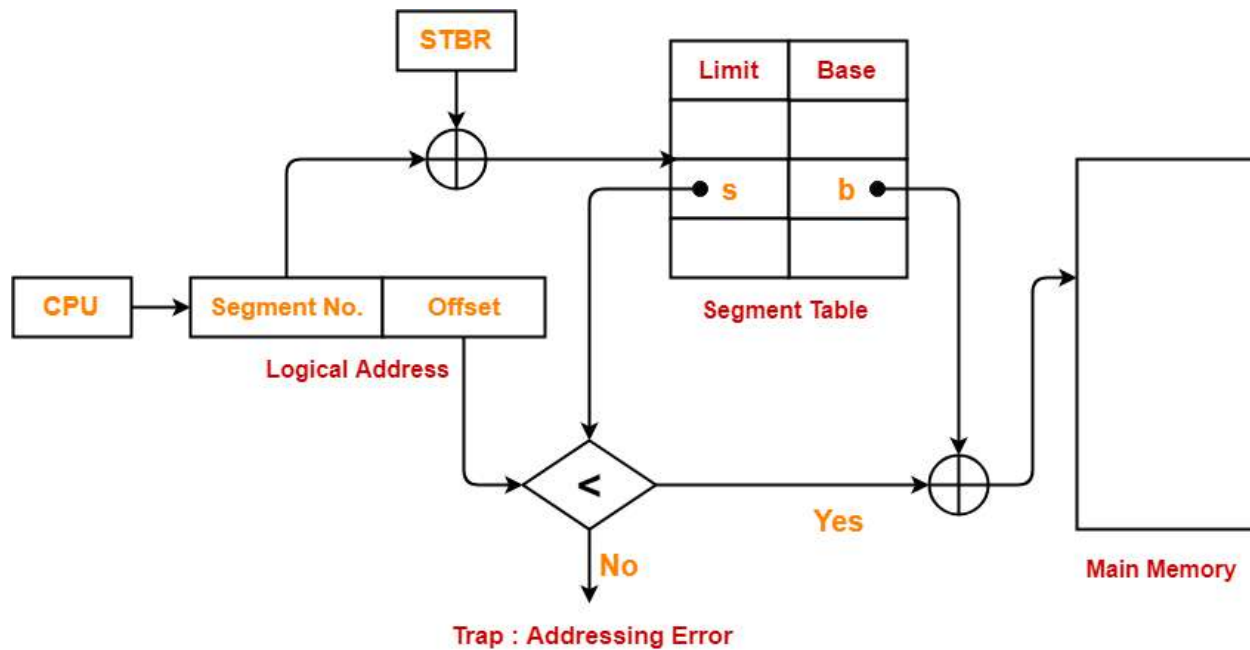 STBR
Limit Base
s b
CPU Segment No. Offset
Segment Table
Logical Address
<
Yes
No
Main Memory
Trap : Addressing Error